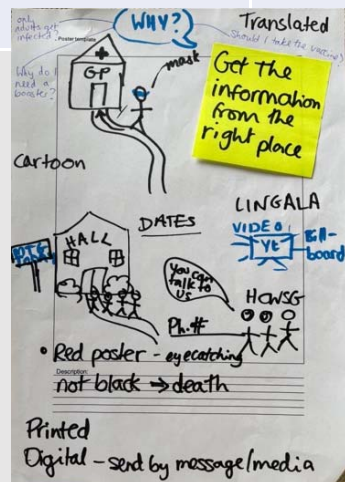 only
adults get
infected
Poster template
WHY?
Translated
Should I take the vaccine?
Why do I
need a
booster?
GP
mask
Get the
information
from the
right place
Cartoon
LINGALA
DATES
VIDEO
Yt
Bill-
board
HALL
You can
talk to
us
HCWSG
Ph.#
• Red poster - eyecatching
Description:
not black → death
Printed
Digital - send by message/media